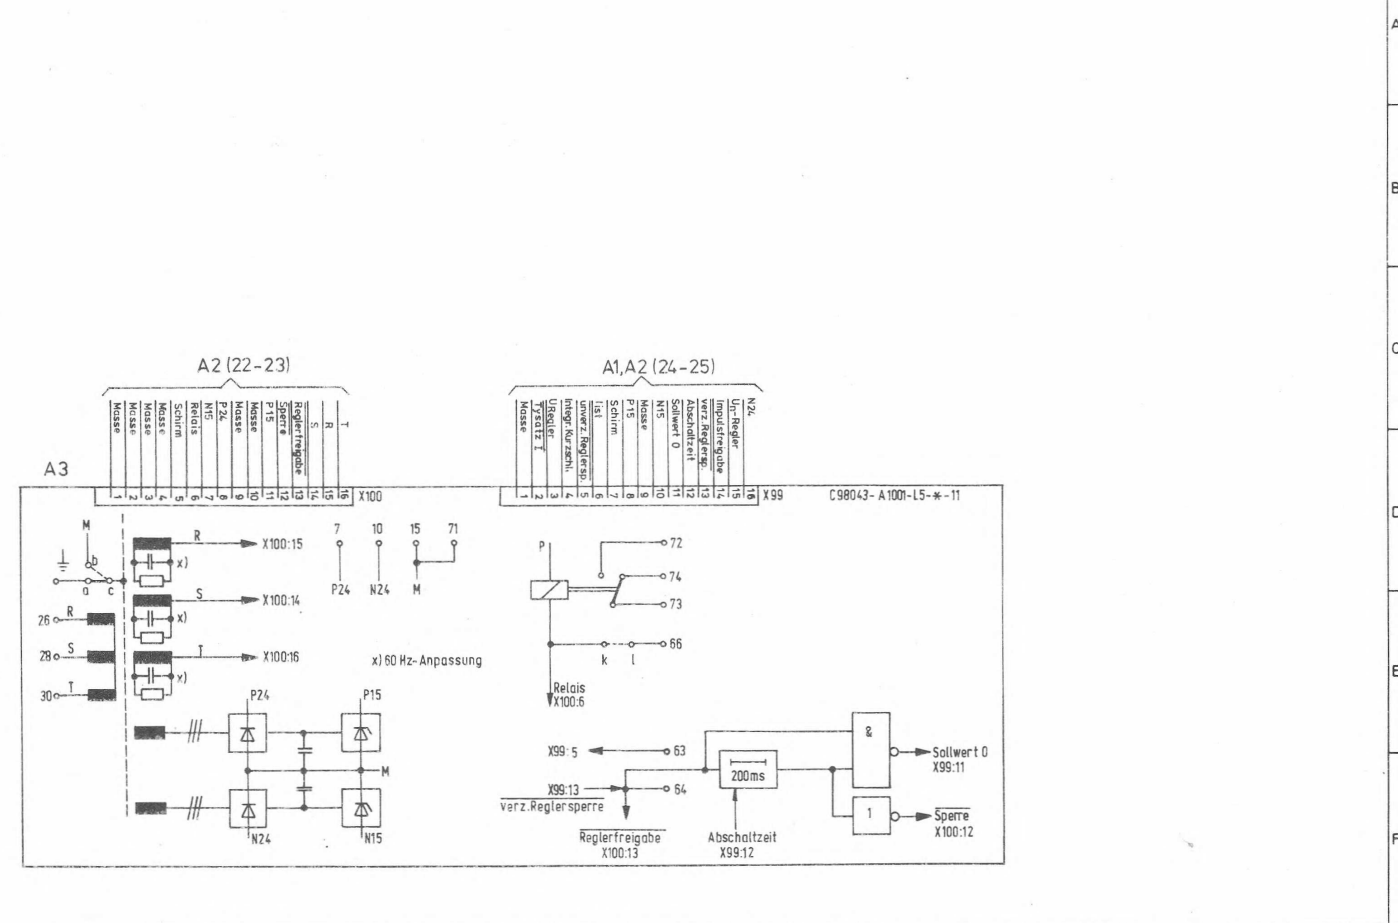 A
B
C
D
E
F
A2 (22-23)
A1, A2 (24-25)
Masse
Masse
Masse
Masse
Schirm
Relais
N15
P24
Masse
Masse
P15
Sperre
Reglerfreigabe
S
R
T
Masse
Tysatz I
URegler
Integr. Kurzschl.
unverz. Reglersp.
Iist
Schirm
P15
Masse
N15
Sollwert 0
Abschaltzeit
verz. Reglersp.
Impulsfreigabe
Un-Regler
N24
A3
1 2 3 4 5 6 7 8 9 10 11 12 13 14 15 16 X100
1 2 3 4 5 6 7 8 9 10 11 12 13 14 15 16 X99
C98043-A1001-L5-*-11
M
b
a c
R X100:15
x)
S X100:14
x)
T X100:16
x)
26 R
28 S
30 T
7 10 15 71
P24 N24 M
x) 60 Hz-Anpassung
P24 P15
M
N24 N15
P
72
74
73
66
k l
Relais
X100:6
X99:5 63
X99:13 64
verz. Reglersperre
Reglerfreigabe
X100:13
200ms
Abschaltzeit
X99:12
&
Sollwert 0
X99:11
1
Sperre
X100:12